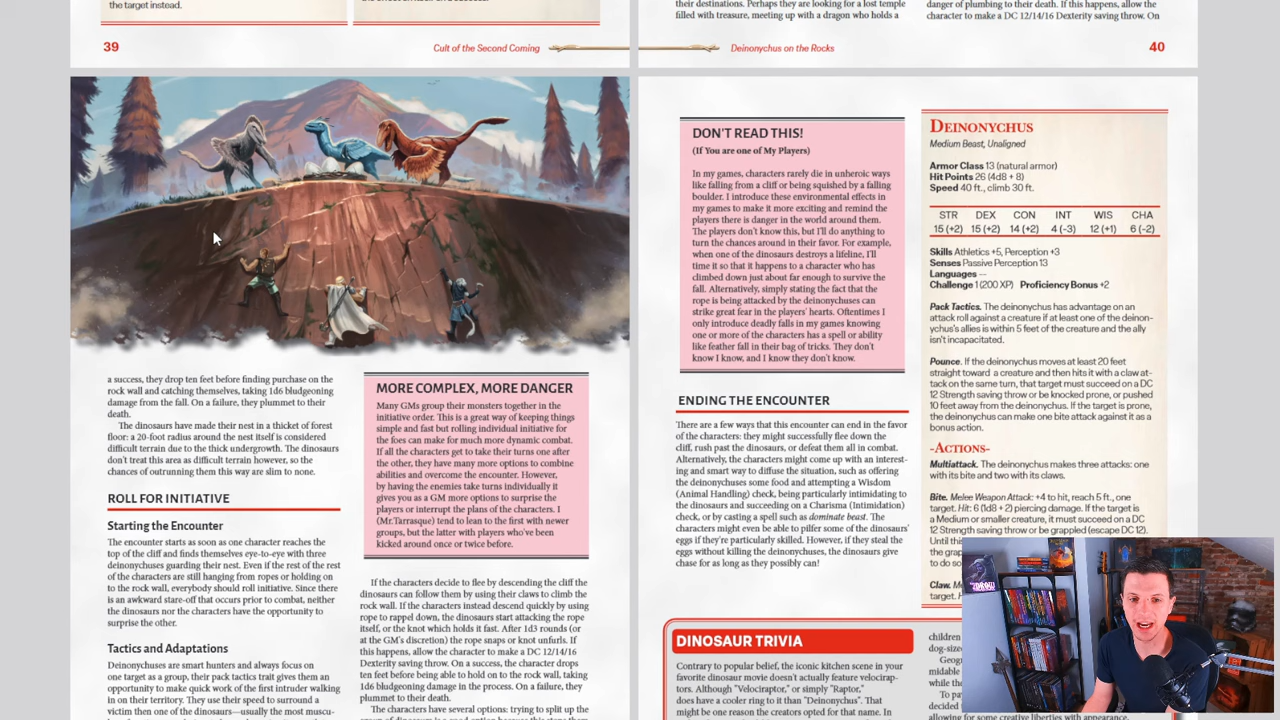 the target instead.
their destinations. Perhaps they are looking for a lost temple
filled with treasure, meeting up with a dragon who holds a
danger of plumbing to their death. If this happens, allow the
character to make a DC 12/14/16 Dexterity saving throw. On
39
Cult of the Second Coming
Deinonychus on the Rocks
40
a success, they drop ten feet before finding purchase on the
rock wall and catching themselves, taking 1d6 bludgeoning
damage from the fall. On a failure, they plummet to their
death.
The dinosaurs have made their nest in a thicket of forest
floor: a 20-foot radius around the nest itself is considered
difficult terrain due to the thick undergrowth. The dinosaurs
don't treat this area as difficult terrain however, so the
chances of outrunning them this way are slim to none.
ROLL FOR INITIATIVE
Starting the Encounter
The encounter starts as soon as one character reaches the
top of the cliff and finds themselves eye-to-eye with three
deinonychuses guarding their nest. Even if the rest of the rest
of the characters are still hanging from ropes or holding on
to the rock wall, everybody should roll initiative. Since there
is an awkward stare-off that occurs prior to combat, neither
the dinosaurs nor the characters have the opportunity to
surprise the other.
Tactics and Adaptations
Deinonychuses are smart hunters and always focus on
one target as a group, their pack tactics trait gives them an
opportunity to make quick work of the first intruder walking
in on their territory. They use their speed to surround a
victim then one of the dinosaurs—usually the most muscu-
MORE COMPLEX, MORE DANGER
Many GMs group their monsters together in the
initiative order. This is a great way of keeping things
simple and fast but rolling individual initiative for
the foes can make for much more dynamic combat.
If all the characters get to take their turns one after
the other, they have many more options to combine
abilities and overcome the encounter. However,
by having the enemies take turns individually it
gives you as a GM more options to surprise the
players or interrupt the plans of the characters. I
(Mr.Tarrasque) tend to lean to the first with newer
groups, but the latter with players who've been
kicked around once or twice before.
If the characters decide to flee by descending the cliff the
dinosaurs can follow them by using their claws to climb the
rock wall. If the characters instead descend quickly by using
rope to rappel down, the dinosaurs start attacking the rope
itself, or the knot which holds it fast. After 1d3 rounds (or
at the GM's discretion) the rope snaps or knot unfurls. If
this happens, allow the character to make a DC 12/14/16
Dexterity saving throw. On a success, the character drops
ten feet before being able to hold on to the rock wall, taking
1d6 bludgeoning damage in the process. On a failure, they
plummet to their death.
The characters have several options: trying to split up the
DON'T READ THIS!
(If You are one of My Players)
In my games, characters rarely die in unheroic ways
like falling from a cliff or being squished by a falling
boulder. I introduce these environmental effects in
my games to make it more exciting and remind the
players there is danger in the world around them.
The players don't know this, but I'll do anything to
turn the chances around in their favor. For example,
when one of the dinosaurs destroys a lifeline, I'll
time it so that it happens to a character who has
climbed down just about far enough to survive the
fall. Alternatively, simply stating the fact that the
rope is being attacked by the deinonychuses can
strike great fear in the players' hearts. Oftentimes I
only introduce deadly falls in my games knowing
one or more of the characters has a spell or ability
like feather fall in their bag of tricks. They don't
know I know, and I know they don't know.
ENDING THE ENCOUNTER
There are a few ways that this encounter can end in the favor
of the characters: they might successfully flee down the
cliff, rush past the dinosaurs, or defeat them all in combat.
Alternatively, the characters might come up with an interest-
ing and smart way to diffuse the situation, such as offering
the deinonychuses some food and attempting a Wisdom
(Animal Handling) check, being particularly intimidating to
the dinosaurs and succeeding on a Charisma (Intimidation)
check, or by casting a spell such as dominate beast. The
characters might even be able to pilfer some of the dinosaurs'
eggs if they're particularly skilled. However, if they steal the
eggs without killing the deinonychuses, the dinosaurs give
chase for as long as they possibly can!
DEINONYCHUS
Medium Beast, Unaligned
Armor Class 13 (natural armor)
Hit Points 26 (4d8 + 8)
Speed 40 ft., climb 30 ft.
STR DEX CON INT WIS CHA
15 (+2) 15 (+2) 14 (+2) 4 (-3) 12 (+1) 6 (-2)
Skills Athletics +5, Perception +3
Senses Passive Perception 13
Languages --
Challenge 1 (200 XP) Proficiency Bonus +2
Pack Tactics. The deinonychus has advantage on an
attack roll against a creature if at least one of the deinon-
ychus's allies is within 5 feet of the creature and the ally
isn't incapacitated.
Pounce. If the deinonychus moves at least 20 feet
straight toward a creature and then hits it with a claw at-
tack on the same turn, that target must succeed on a DC
12 Strength saving throw or be knocked prone, or pushed
10 feet away from the deinonychus. If the target is prone,
the deinonychus can make one bite attack against it as a
bonus action.
-ACTIONS-
Multiattack. The deinonychus makes three attacks: one
with its bite and two with its claws.
Bite. Melee Weapon Attack: +4 to hit, reach 5 ft., one
target. Hit: 6 (1d8 + 2) piercing damage. If the target is
a Medium or smaller creature, it must succeed on a DC
12 Strength saving throw or be grappled (escape DC 12).
Until this
the grap
to do so
Claw. M
target.
DINOSAUR TRIVIA
Contrary to popular belief, the iconic kitchen scene in your
favorite dinosaur movie doesn't actually feature velocirap-
tors. Although "Velociraptor," or simply "Raptor,"
does have a cooler ring to it than "Deinonychus". That
might be one reason the creators opted for that name. In
children
dog-size
Geog
midable
while th
To pa
decided
allowing for some creative liberties with appearance.